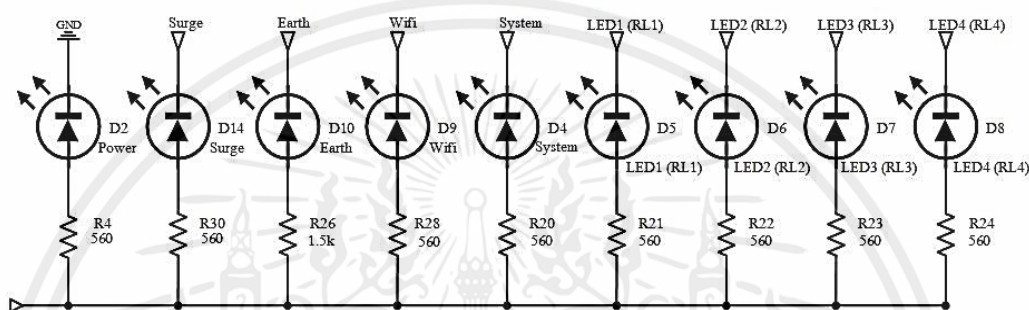 GND
Surge
Earth
Wifi
System
LED1 (RL1)
LED2 (RL2)
LED3 (RL3)
LED4 (RL4)
D2
Power
D14
Surge
D10
Earth
D9
Wifi
D4
System
D5
LED1 (RL1)
D6
LED2 (RL2)
D7
LED3 (RL3)
D8
LED4 (RL4)
R4
560
R30
560
R26
1.5k
R28
560
R20
560
R21
560
R22
560
R23
560
R24
560